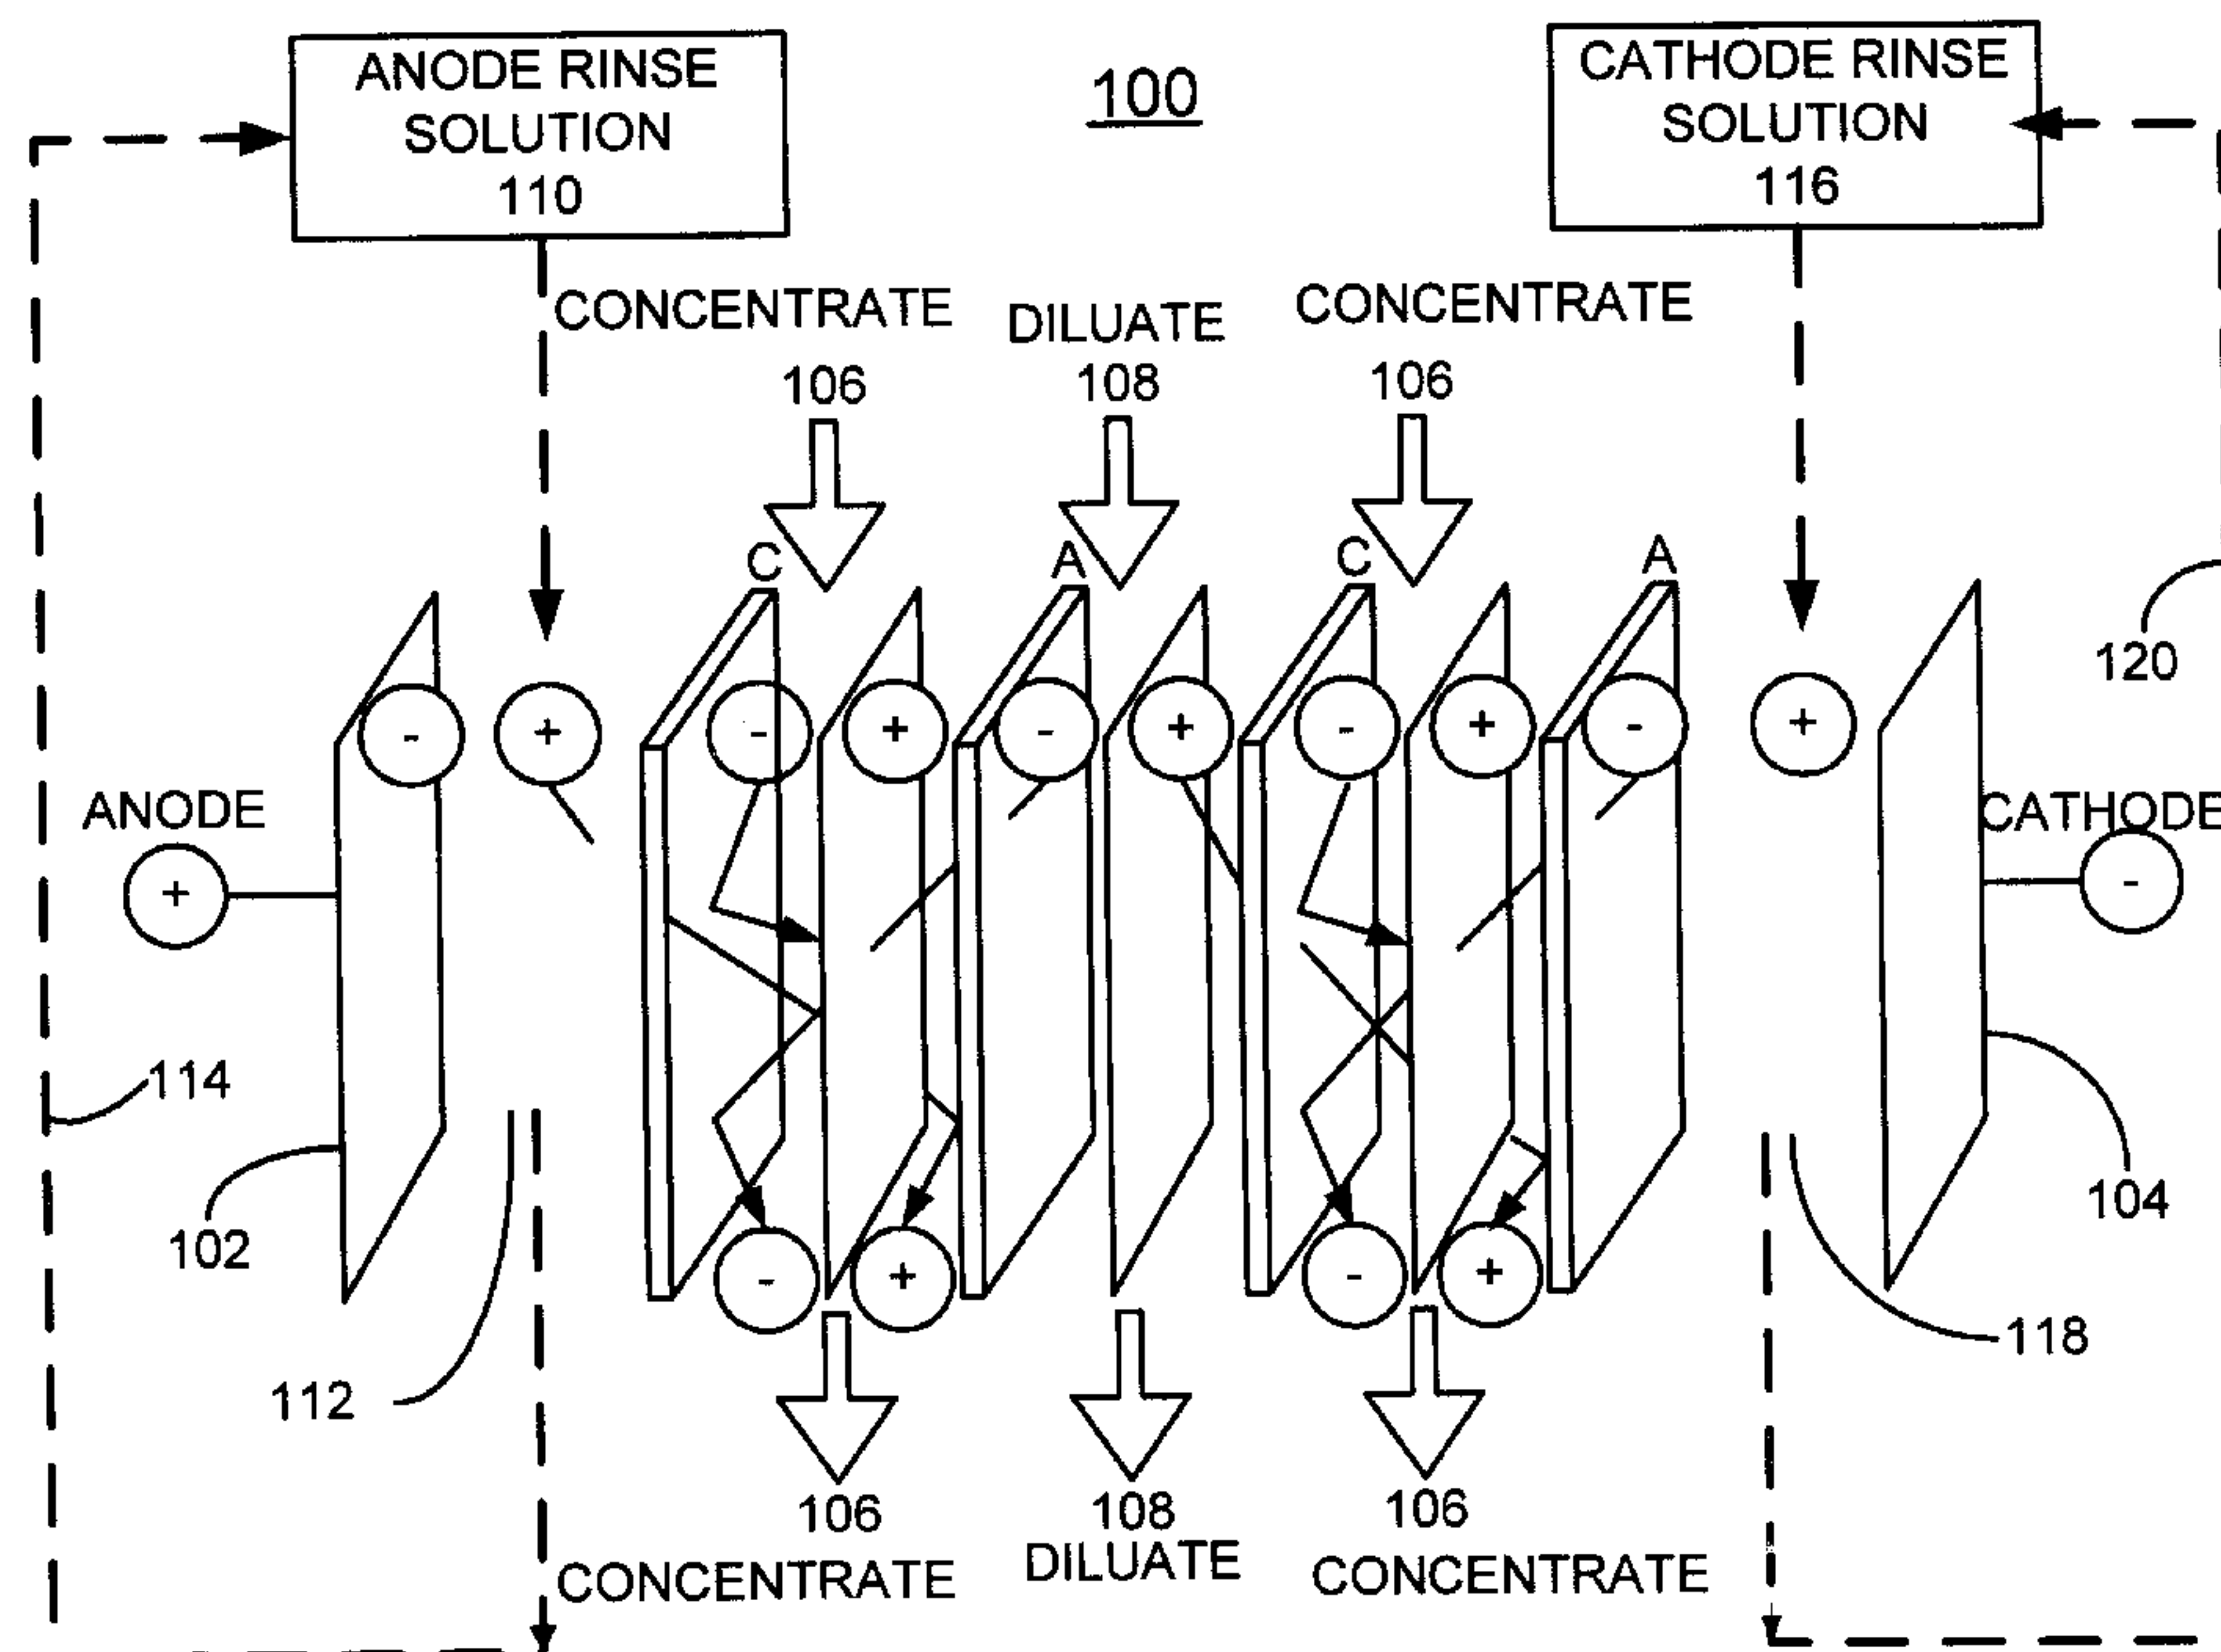 ANODE RINSE
SOLUTION
110
100
CATHODE RINSE
SOLUTION
116
CONCENTRATE
106
DILUATE
108
CONCENTRATE
106
C
A
C
A
120
-
+
-
+
-
+
-
+
-
+
ANODE
+
CATHODE
-
114
102
104
-
+
-
+
112
118
106
CONCENTRATE
108
DILUATE
106
CONCENTRATE